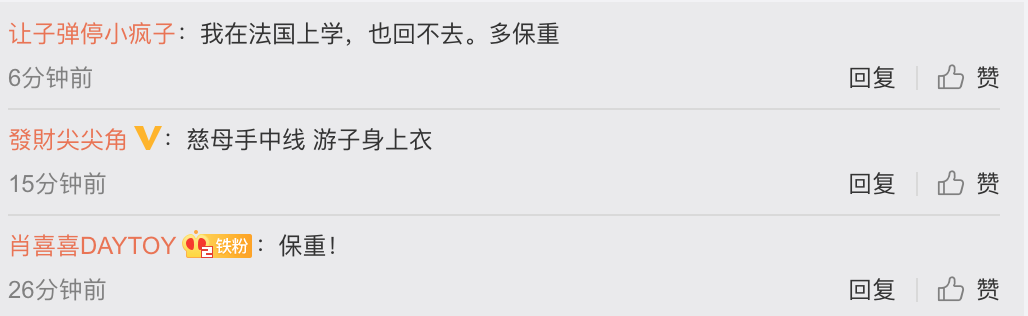 让子弹停小疯子：我在法国上学，也回不去。多保重
6分钟前 回复 赞
發財尖尖角：慈母手中线 游子身上衣
15分钟前 回复 赞
肖喜喜DAYTOY 2 铁粉：保重！
26分钟前 回复 赞